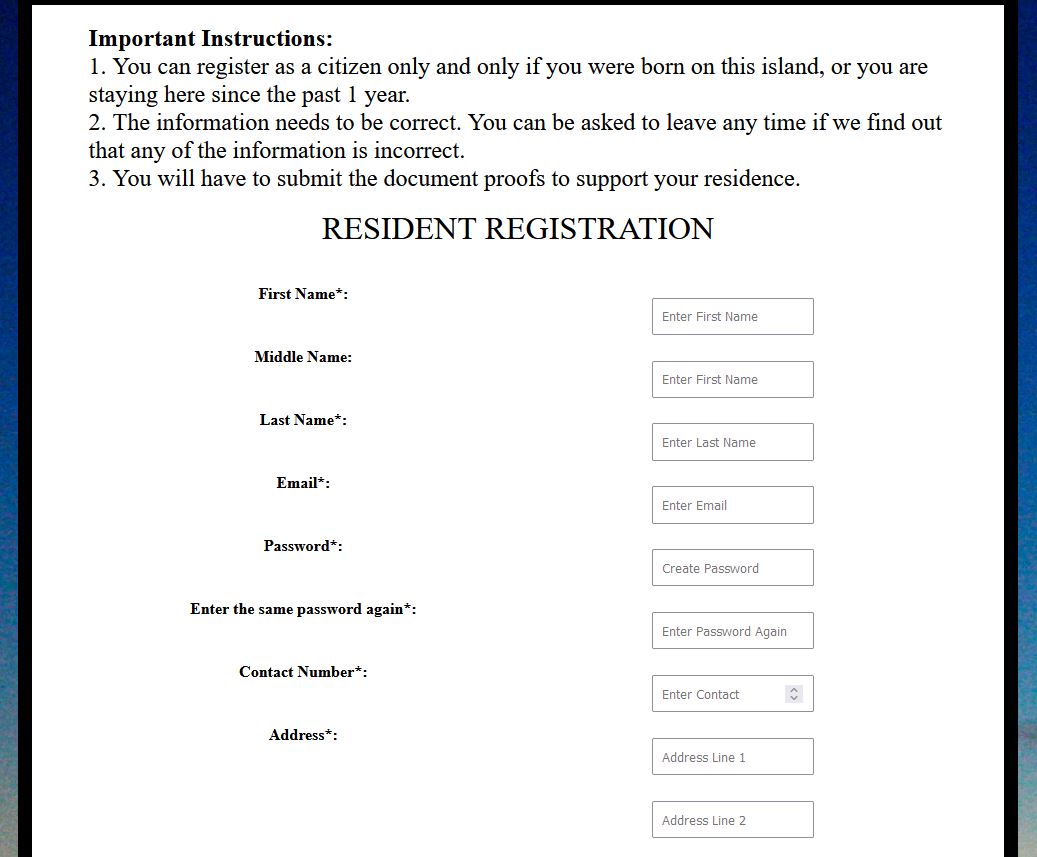 Important Instructions:
1. You can register as a citizen only and only if you were born on this island, or you are
staying here since the past 1 year.
2. The information needs to be correct. You can be asked to leave any time if we find out
that any of the information is incorrect.
3. You will have to submit the document proofs to support your residence.
RESIDENT REGISTRATION
First Name*:
Enter First Name
Middle Name:
Enter First Name
Last Name*:
Enter Last Name
Email*:
Enter Email
Password*:
Create Password
Enter the same password again*:
Enter Password Again
Contact Number*:
Enter Contact
Address*:
Address Line 1
Address Line 2